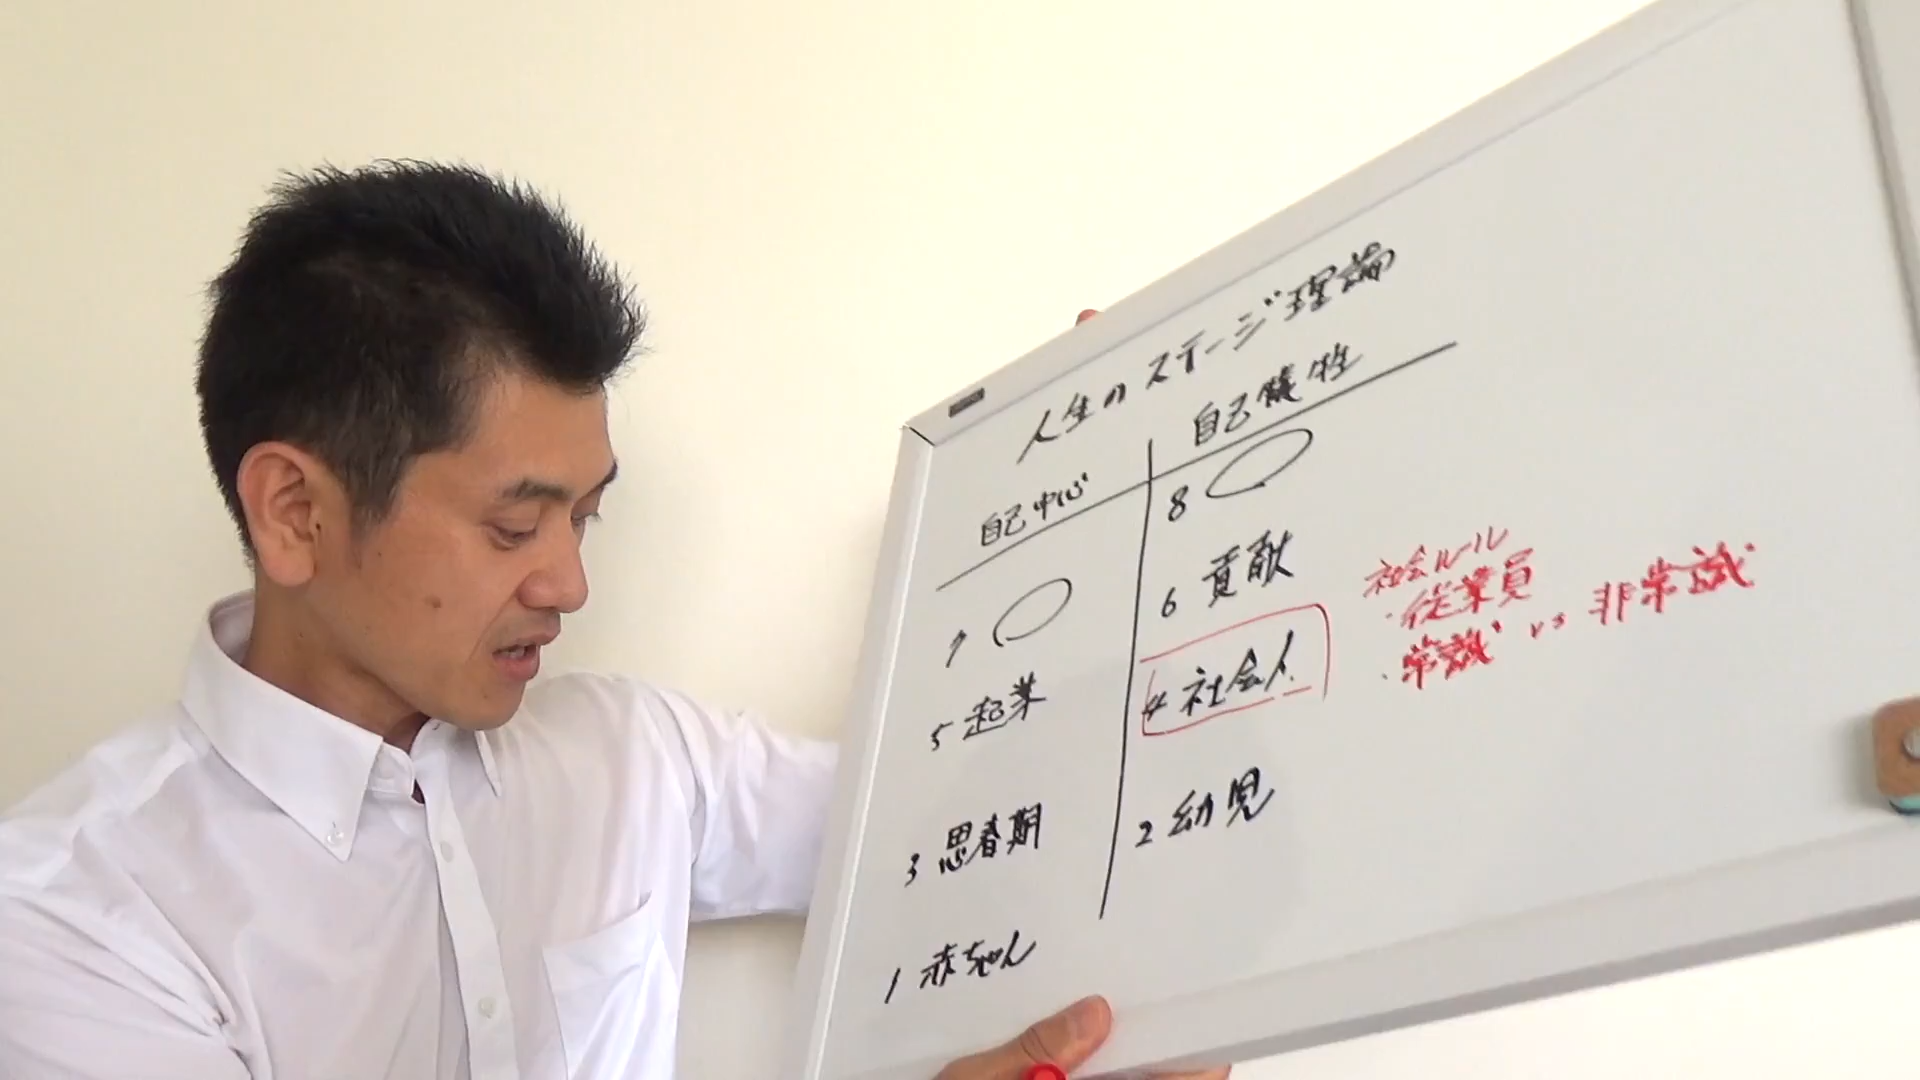 人生のステージ理論
自己中心
自己犠牲
8
7
6 貢献
5 起業
4 社会人
3 思春期
2 幼児
1 赤ちゃん
社会ルール
・従業員
・常識 vs 非常識